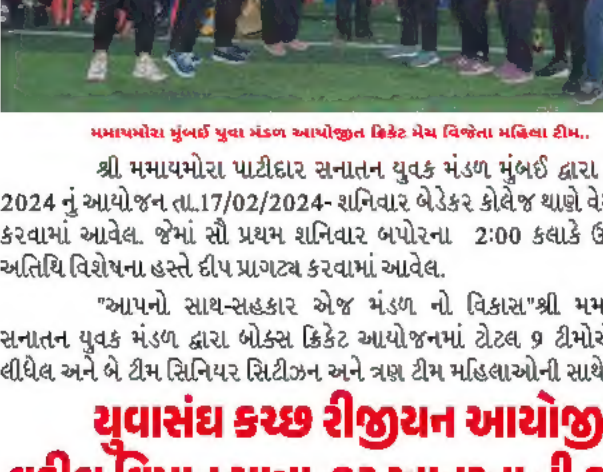 મમાયમોરા મુંબઈ યુવા મંડળ આયોજીત ક્રિકેટ મેચ વિજેતા મહિલા ટીમ..
શ્રી મમાયમોરા પાટીદાર સનાતન યુવક મંડળ મુંબઈ દ્વારા
2024 નું આયોજન તા.17/02/2024- શનિવાર બેડેકર કોલેજ થાણે
કરવામાં આવેલ. જેમાં સૌ પ્રથમ શનિવાર બપોરના 2:00 કલાકે
અતિથિ વિશેષના હસ્તે દીપ પ્રાગટ્ય કરવામાં આવેલ.
"આપનો સાથ-સહકાર એજ મંડળ નો વિકાસ"શ્રી
સનાતન યુવક મંડળ દ્વારા બોક્સ ક્રિકેટ આયોજનમાં ટોટલ 9
લીધેલ અને બે ટીમ સિનિયર સિટીઝન અને ત્રણ ટીમ મહિલાઓની સાથે
યુવાસંઘ કચ્છ રીજીયન